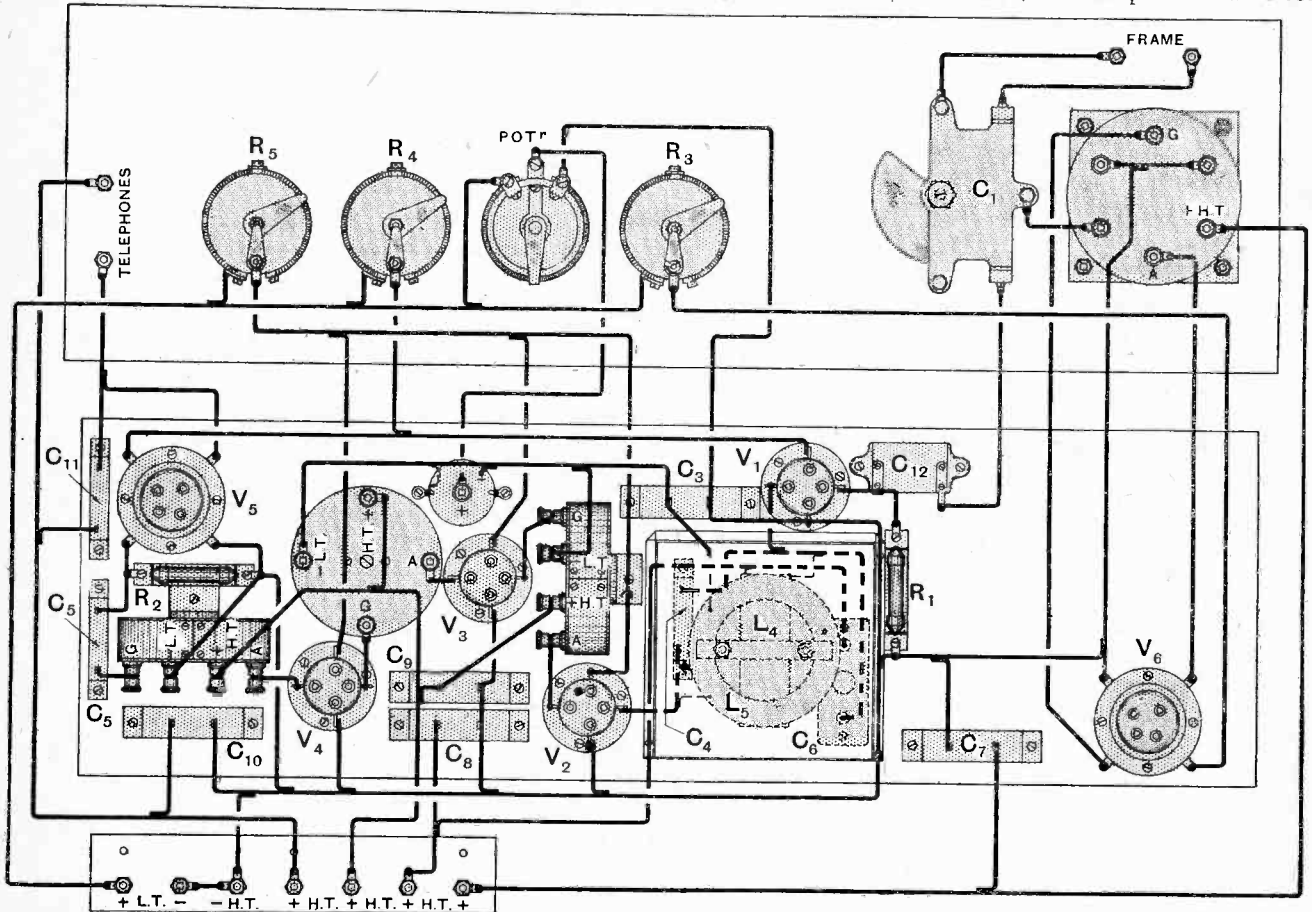 FRAME
R5
R4
POTr
R3
C1
G
+ H.T.
A
TELEPHONES
C11
V5
C3
V1
C12
A
+
-L.T.
H.T.
+
A
G
G
L.T.
+H.T.
A
V3
R1
L4
L5
C5
R2
G
-L.T.
+ H.T.
A
C9
V6
C5
C10
V4
C8
V2
C4
C6
C7
+ L.T. - - H.T. + H.T. + H.T. + H.T. +